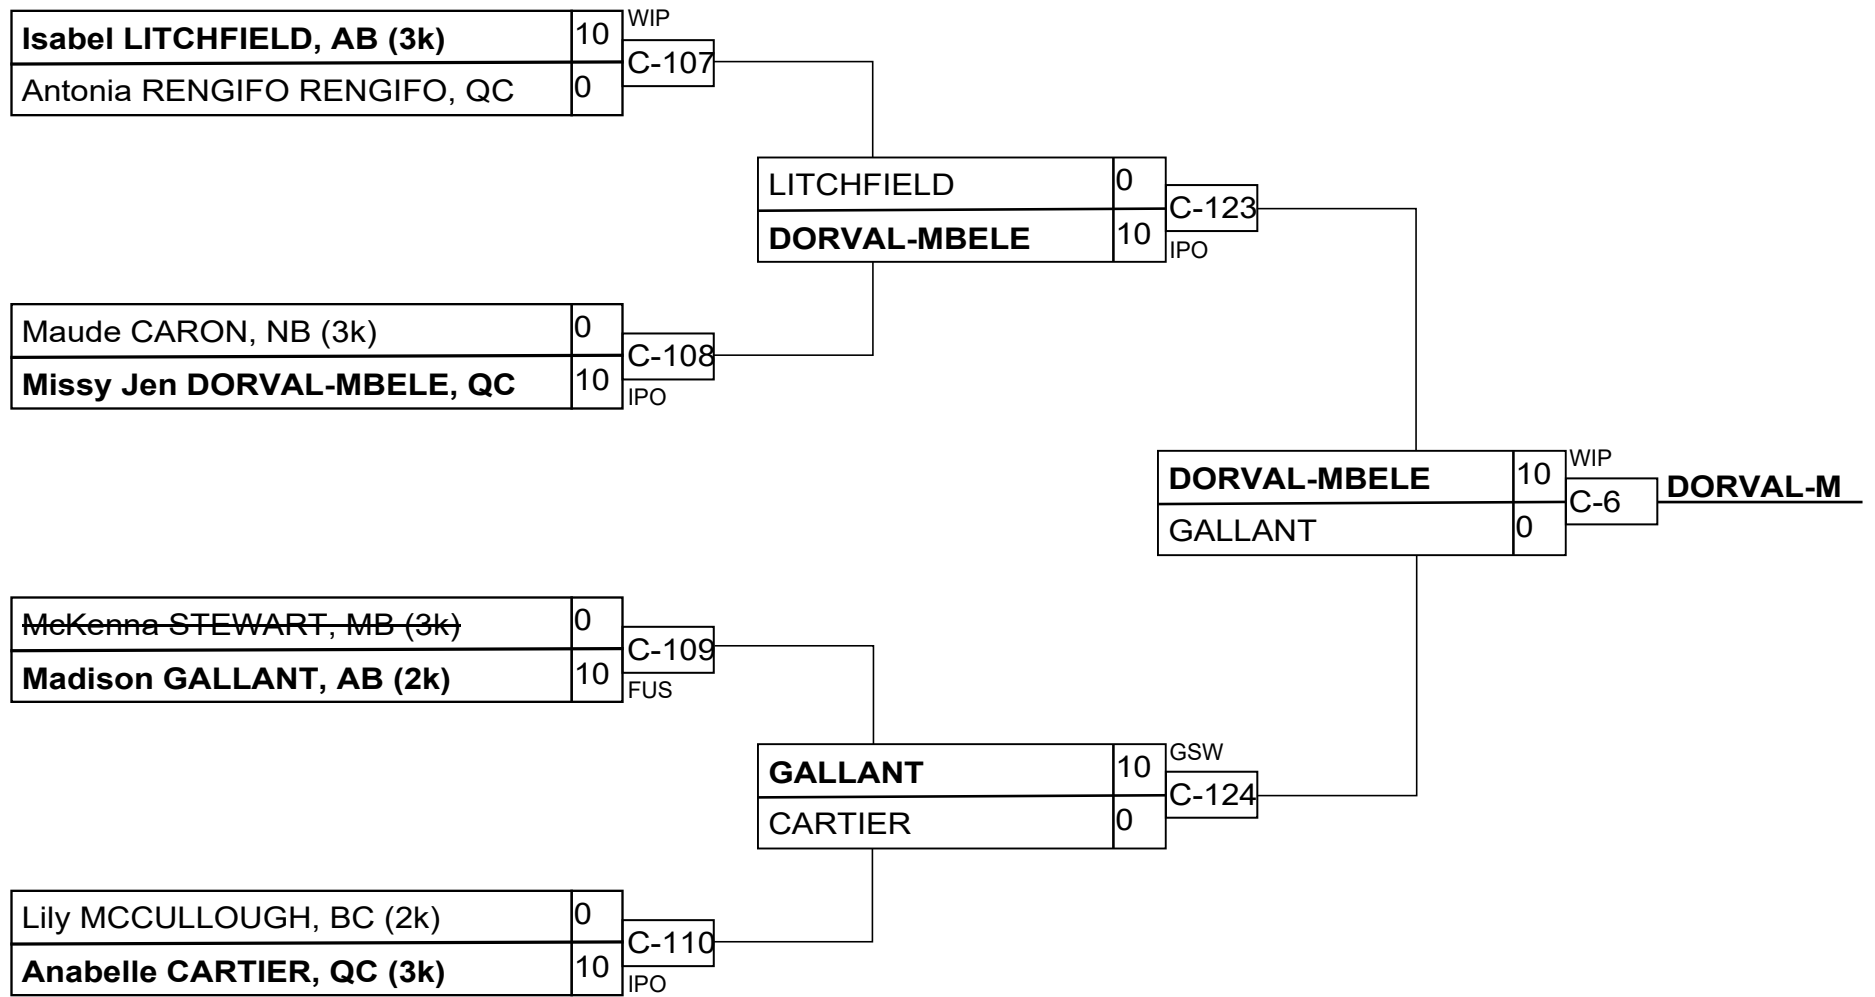 Isabel LITCHFIELD, AB (3k) 10 WIP
C-107
Antonia RENGIFO RENGIFO, QC 0
LITCHFIELD 0
C-123
DORVAL-MBELE 10 IPO
Maude CARON, NB (3k) 0
C-108
Missy Jen DORVAL-MBELE, QC 10 IPO
DORVAL-MBELE 10 WIP
C-6 DORVAL-M
GALLANT 0
McKenna STEWART, MB (3k) 0
C-109
Madison GALLANT, AB (2k) 10 FUS
GALLANT 10 GSW
C-124
CARTIER 0
Lily MCCULLOUGH, BC (2k) 0
C-110
Anabelle CARTIER, QC (3k) 10 IPO